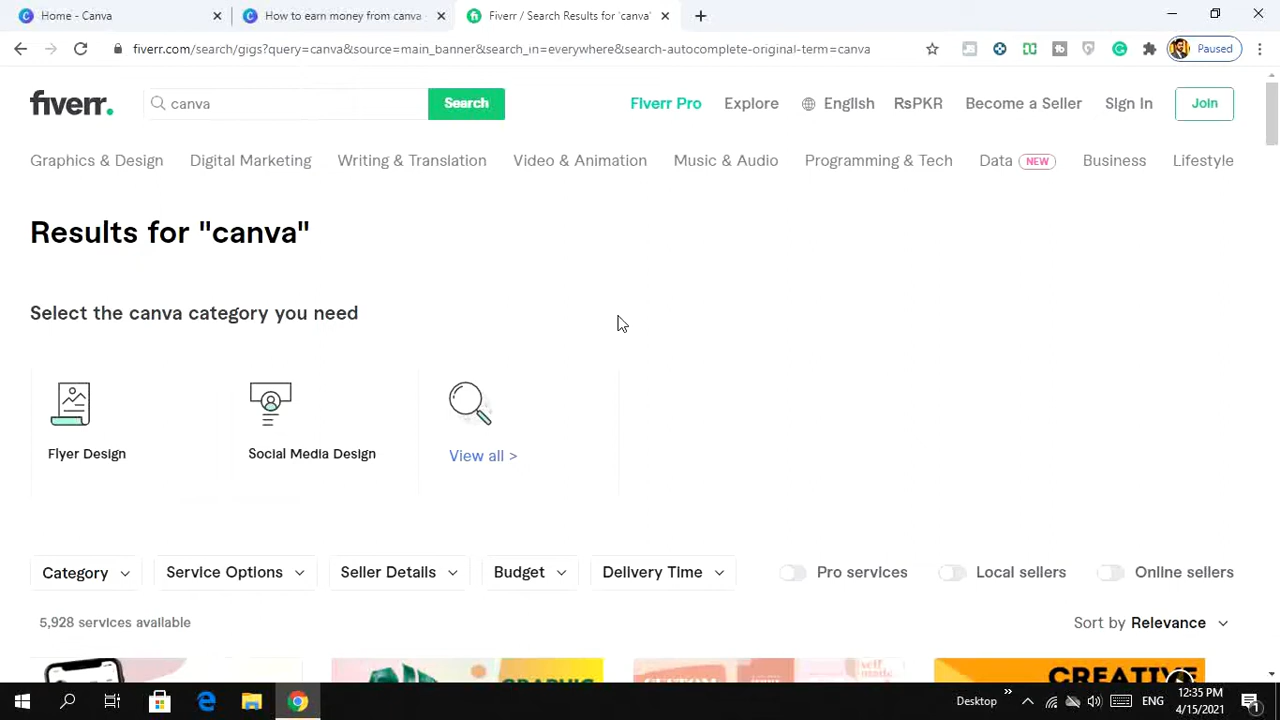 Home - Canva
How to earn money from canva
Fiverr / Search Results for 'canva'
fiverr.com/search/gigs?query=canva&source=main_banner&search_in=everywhere&search-autocomplete-original-term=canva
Paused
fiverr.
canva
Search
Fiverr Pro
Explore
English
RsPKR
Become a Seller
Sign In
Join
Graphics & Design
Digital Marketing
Writing & Translation
Video & Animation
Music & Audio
Programming & Tech
Data NEW
Business
Lifestyle
Results for "canva"
Select the canva category you need
Flyer Design
Social Media Design
View all >
Category
Service Options
Seller Details
Budget
Delivery Time
Pro services
Local sellers
Online sellers
5,928 services available
Sort by Relevance
GRAPHIC
CUSTOM
self
CREATIVE
Desktop
ENG
12:35 PM
4/15/2021